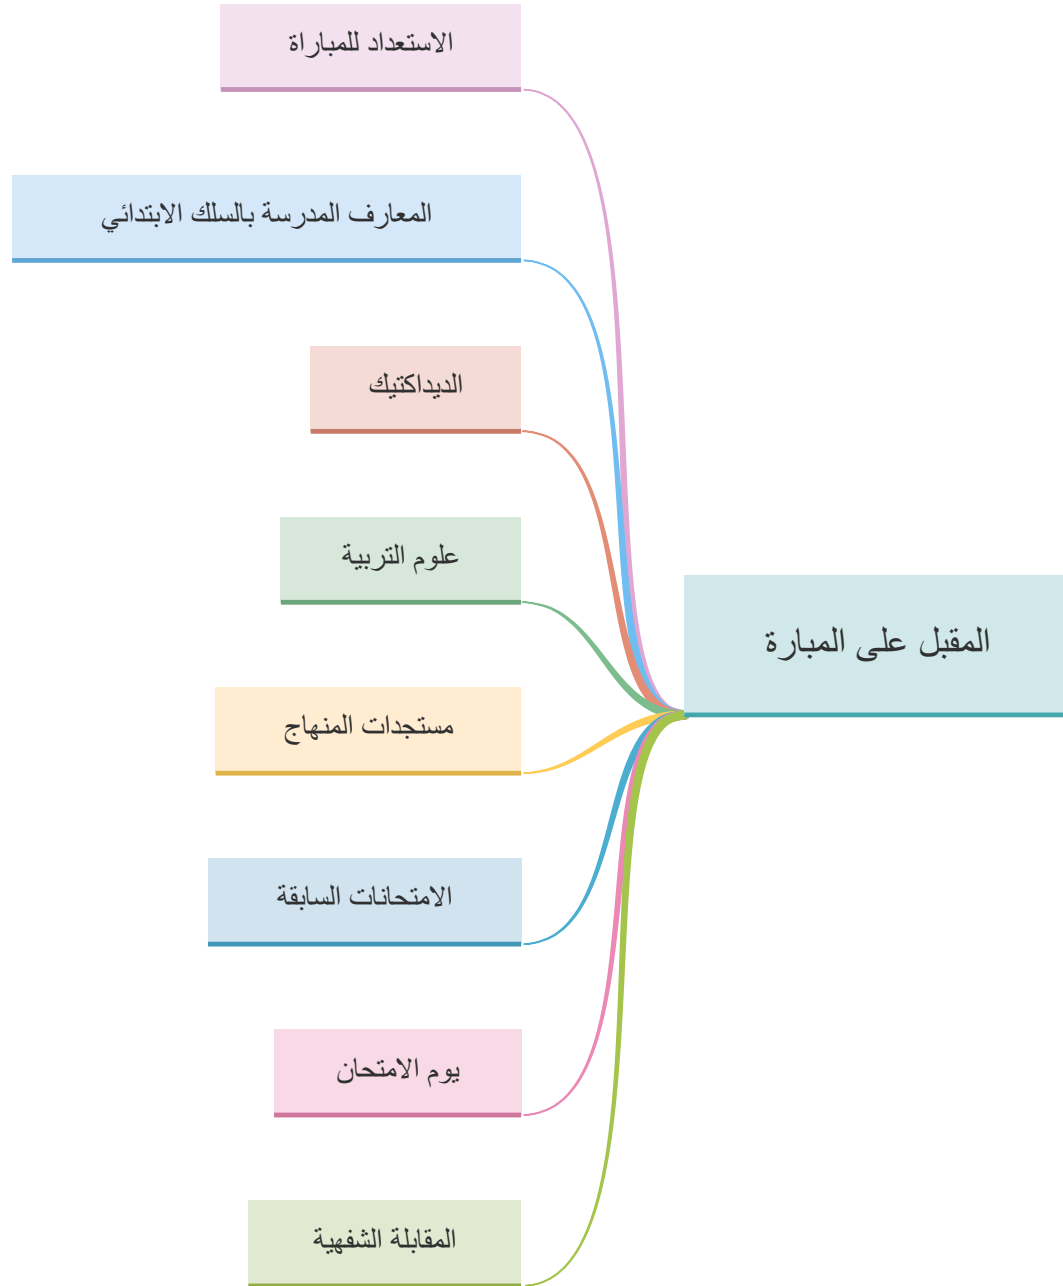 الاستعداد للمباراة
المعارف المدرسة بالسلك الابتدائي
الديداكتيك
علوم التربية
المقبل على المبارة
مستجدات المنهاج
الامتحانات السابقة
يوم الامتحان
المقابلة الشفهية